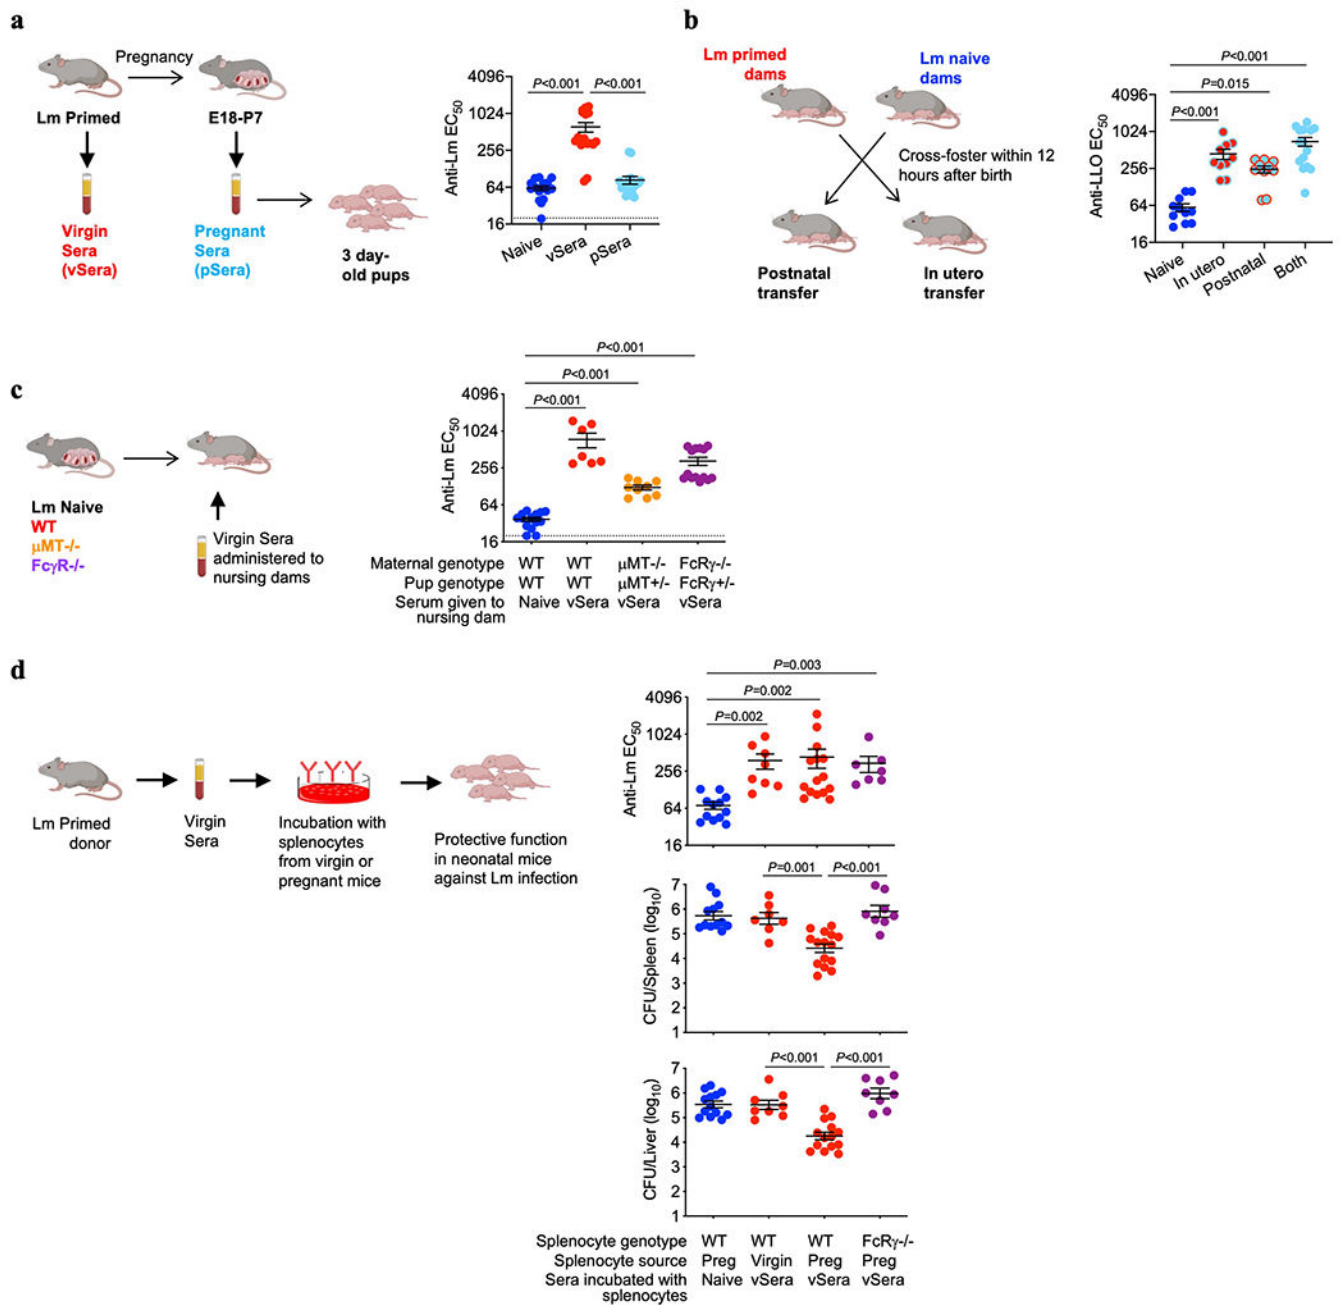 a
Pregnancy
Lm Primed
E18-P7
Virgin
Sera
(vSera)
Pregnant
Sera
(pSera)
3 day-
old pups
Anti-Lm EC50
4096
1024
256
64
16
P<0.001
P<0.001
Naive
vSera
pSera
b
Lm primed
dams
Lm naive
dams
Cross-foster within 12
hours after birth
Postnatal
transfer
In utero
transfer
Anti-LLO EC50
4096
1024
256
64
16
P<0.001
P=0.015
P<0.001
Naive
In utero
Postnatal
Both
c
Lm Naive
WT
μMT-/-
FcγR-/-
Virgin Sera
administered to
nursing dams
Anti-Lm EC50
4096
1024
256
64
16
P<0.001
P<0.001
P<0.001
Maternal genotype WT WT μMT-/- FcRγ-/-
Pup genotype WT WT μMT+/- FcRγ+/-
Serum given to Naive vSera vSera vSera
nursing dam
d
Lm Primed
donor
Virgin
Sera
Incubation with
splenocytes
from virgin or
pregnant mice
Protective function
in neonatal mice
against Lm infection
Anti-Lm EC50
4096
1024
256
64
16
P=0.003
P=0.002
P=0.002
CFU/Spleen (log10)
7
6
5
4
3
2
1
P=0.001
P<0.001
CFU/Liver (log10)
7
6
5
4
3
2
1
P<0.001
P<0.001
Splenocyte genotype WT WT WT FcRγ-/-
Splenocyte source Preg Virgin Preg Preg
Sera incubated with Naive vSera vSera vSera
splenocytes